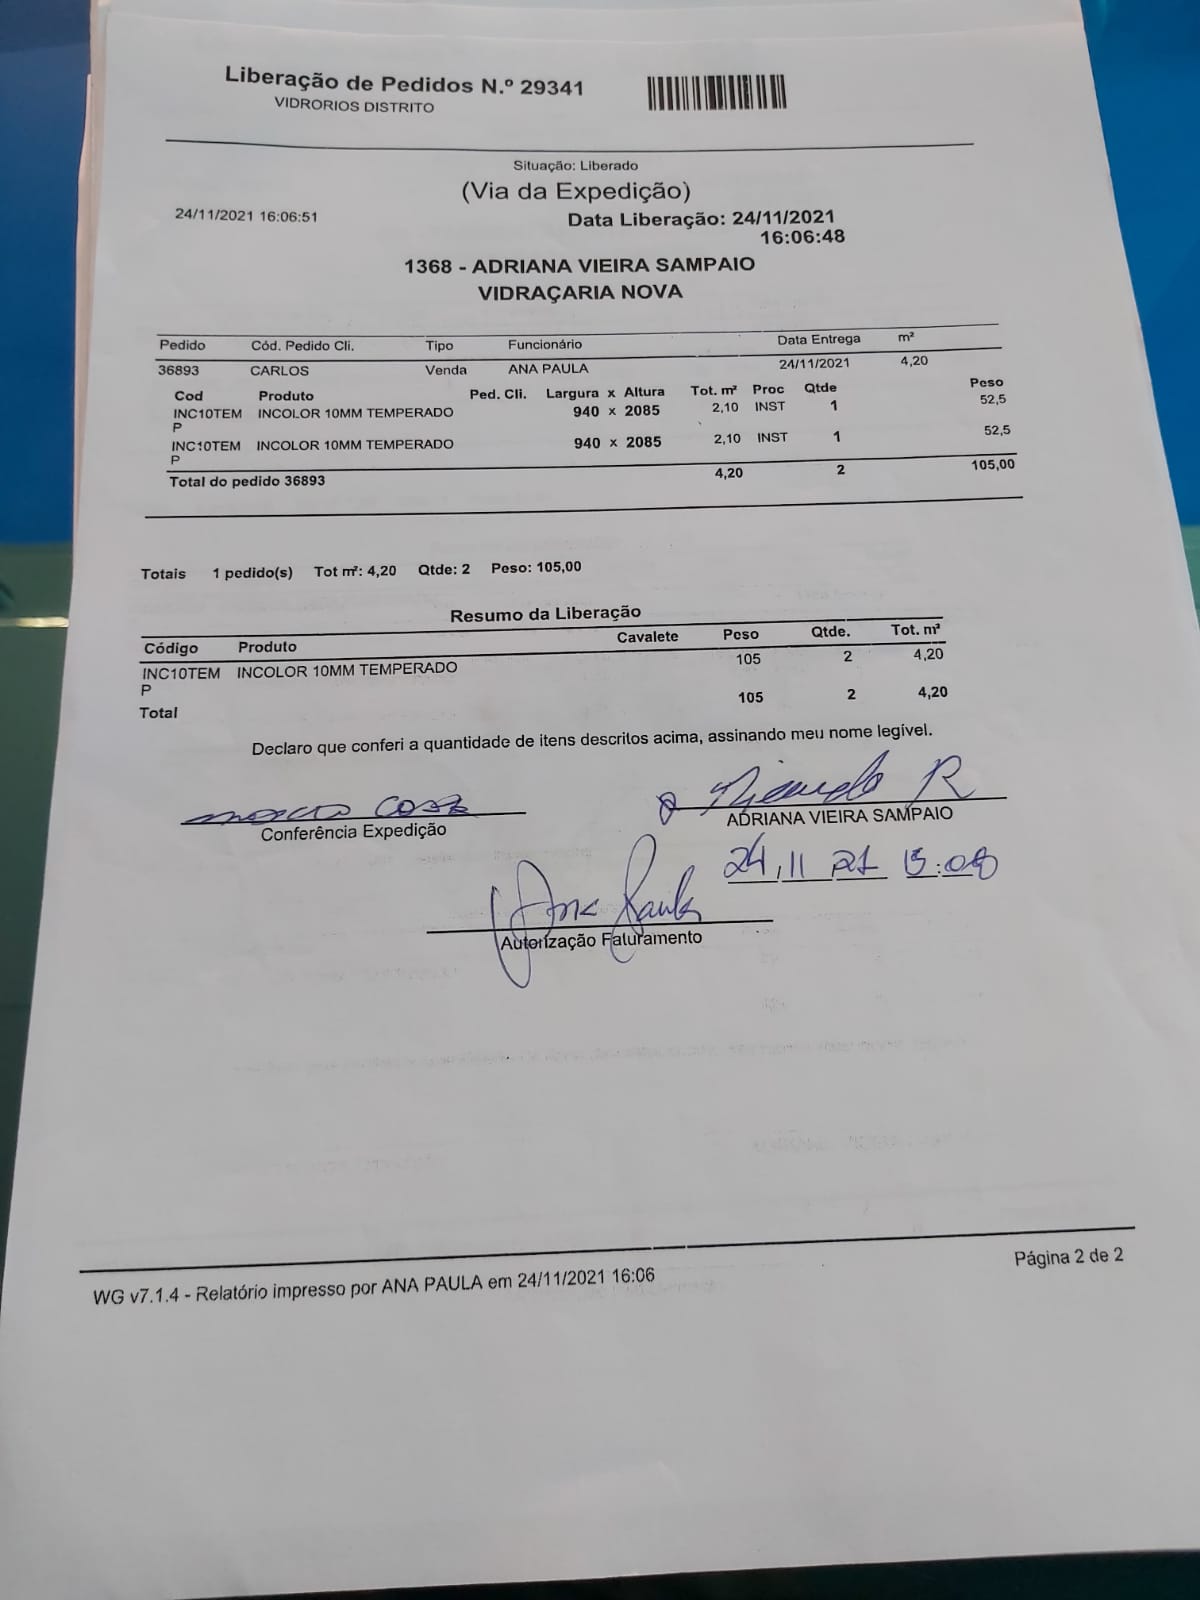 Liberação de Pedidos N.º 29341
VIDRORIOS DISTRITO
Situação: Liberado
(Via da Expedição)
24/11/2021 16:06:51 Data Liberação: 24/11/2021
16:06:48
1368 - ADRIANA VIEIRA SAMPAIO
VIDRAÇARIA NOVA
Pedido Cód. Pedido Cli. Tipo Funcionário Data Entrega m²
36893 CARLOS Venda ANA PAULA 24/11/2021 4,20
Cod Produto Ped. Cli. Largura x Altura Tot. m² Proc Qtde Peso
INC10TEM INCOLOR 10MM TEMPERADO 940 x 2085 2,10 INST 1 52,5
P
INC10TEM INCOLOR 10MM TEMPERADO 940 x 2085 2,10 INST 1 52,5
P
Total do pedido 36893 4,20 2 105,00
Totais 1 pedido(s) Tot m²: 4,20 Qtde: 2 Peso: 105,00
Resumo da Liberação
Código Produto Cavalete Peso Qtde. Tot. m²
INC10TEM INCOLOR 10MM TEMPERADO 105 2 4,20
P
Total 105 2 4,20
Declaro que conferi a quantidade de itens descritos acima, assinando meu nome legível.
R
Conferência Expedição ADRIANA VIEIRA SAMPAIO
24,11
Ana Paula
Autorização Faturamento
WG v7.1.4 - Relatório impresso por ANA PAULA em 24/11/2021 16:06 Página 2 de 2